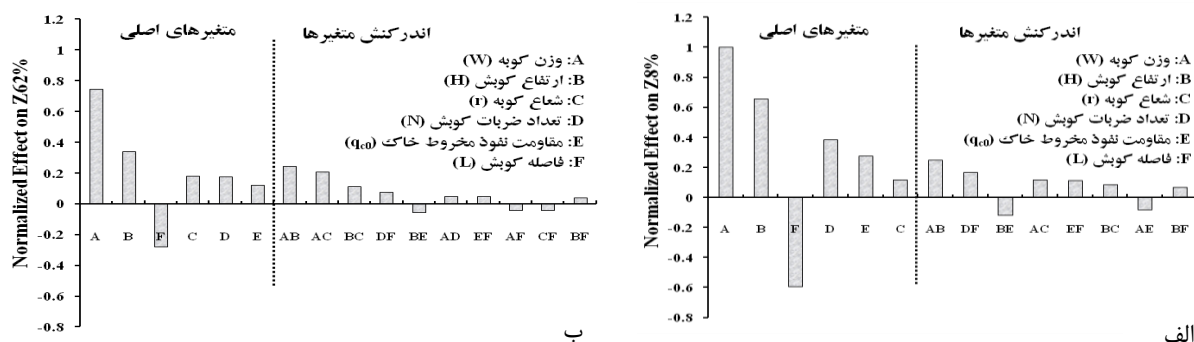 Normalized Effect on Z62%
1.2
1
0.8
0.6
0.4
0.2
0
-0.2
-0.4
-0.6
-0.8
متغیرهای اصلی
اندرکنش متغیرها
A: وزن کوبه (W)
B: ارتفاع کوبش (H)
C: شعاع کوبه (r)
D: تعداد ضربات کوبش (N)
E: مقاومت نفوذ مخروط خاک (qc0)
F: فاصله کوبش (L)
A B F C D E AB AC BC DF BE AD EF AF CF BF
ب
Normalized Effect on Z8%
1.2
1
0.8
0.6
0.4
0.2
0
-0.2
-0.4
-0.6
-0.8
متغیرهای اصلی
اندرکنش متغیرها
A: وزن کوبه (W)
B: ارتفاع کوبش (H)
C: شعاع کوبه (r)
D: تعداد ضربات کوبش (N)
E: مقاومت نفوذ مخروط خاک (qc0)
F: فاصله کوبش (L)
A B F D E C AB DF BE AC EF BC AE BF
الف